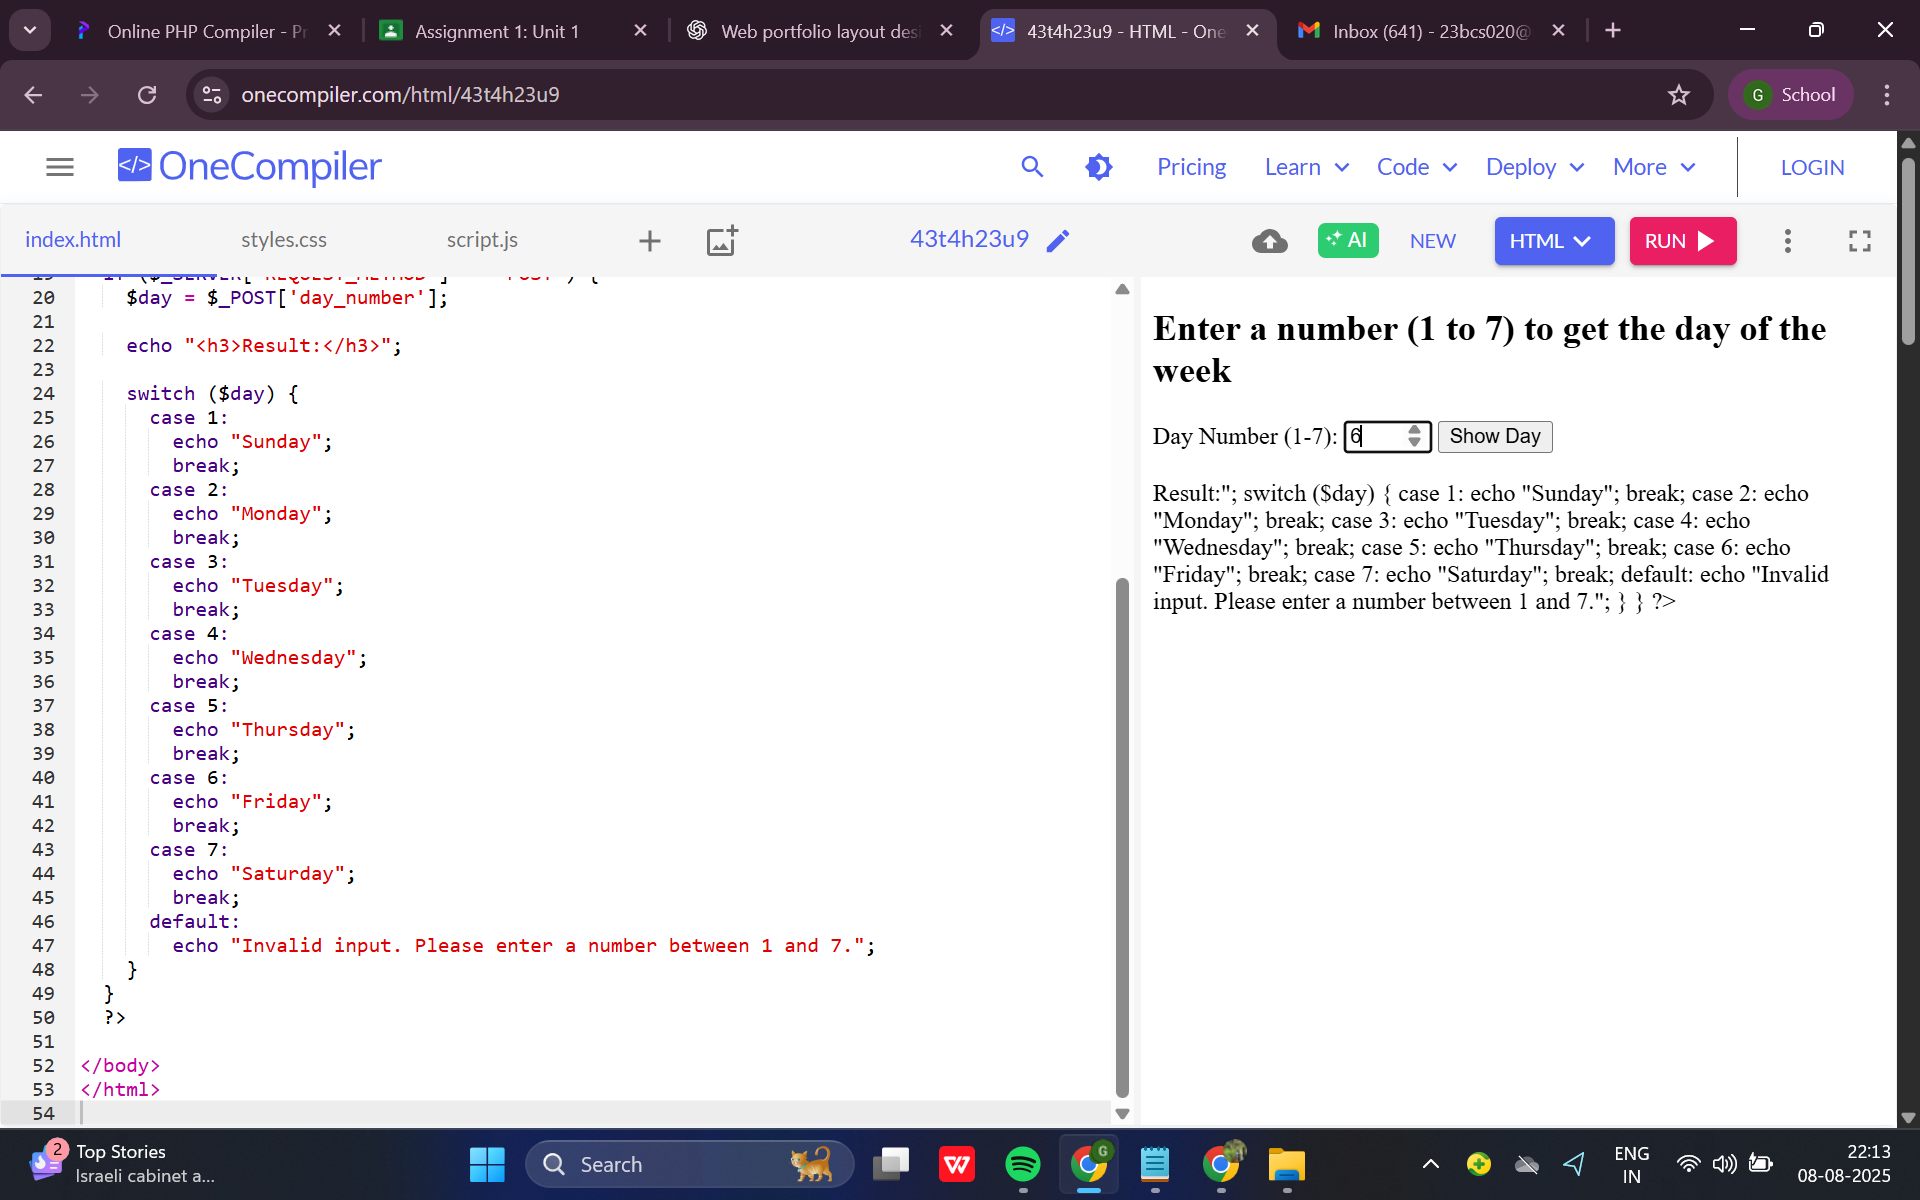 Online PHP Compiler - Pr
Assignment 1: Unit 1
Web portfolio layout des
43t4h23u9 - HTML - One
Inbox (641) - 23bcs020@
onecompiler.com/html/43t4h23u9
G School
</> OneCompiler
Pricing Learn Code Deploy More LOGIN
index.html styles.css script.js
43t4h23u9
AI NEW HTML RUN
20 $day = $_POST['day_number'];
21
22 echo "<h3>Result:</h3>";
23
24 switch ($day) {
25 case 1:
26 echo "Sunday";
27 break;
28 case 2:
29 echo "Monday";
30 break;
31 case 3:
32 echo "Tuesday";
33 break;
34 case 4:
35 echo "Wednesday";
36 break;
37 case 5:
38 echo "Thursday";
39 break;
40 case 6:
41 echo "Friday";
42 break;
43 case 7:
44 echo "Saturday";
45 break;
46 default:
47 echo "Invalid input. Please enter a number between 1 and 7.";
48 }
49 }
50 ?>
51
52 </body>
53 </html>
54
Enter a number (1 to 7) to get the day of the
week
Day Number (1-7): 6 Show Day
Result:"; switch ($day) { case 1: echo "Sunday"; break; case 2: echo
"Monday"; break; case 3: echo "Tuesday"; break; case 4: echo
"Wednesday"; break; case 5: echo "Thursday"; break; case 6: echo
"Friday"; break; case 7: echo "Saturday"; break; default: echo "Invalid
input. Please enter a number between 1 and 7."; } } ?>
2
Top Stories
Israeli cabinet a...
Search
W
G
ENG
IN
22:13
08-08-2025